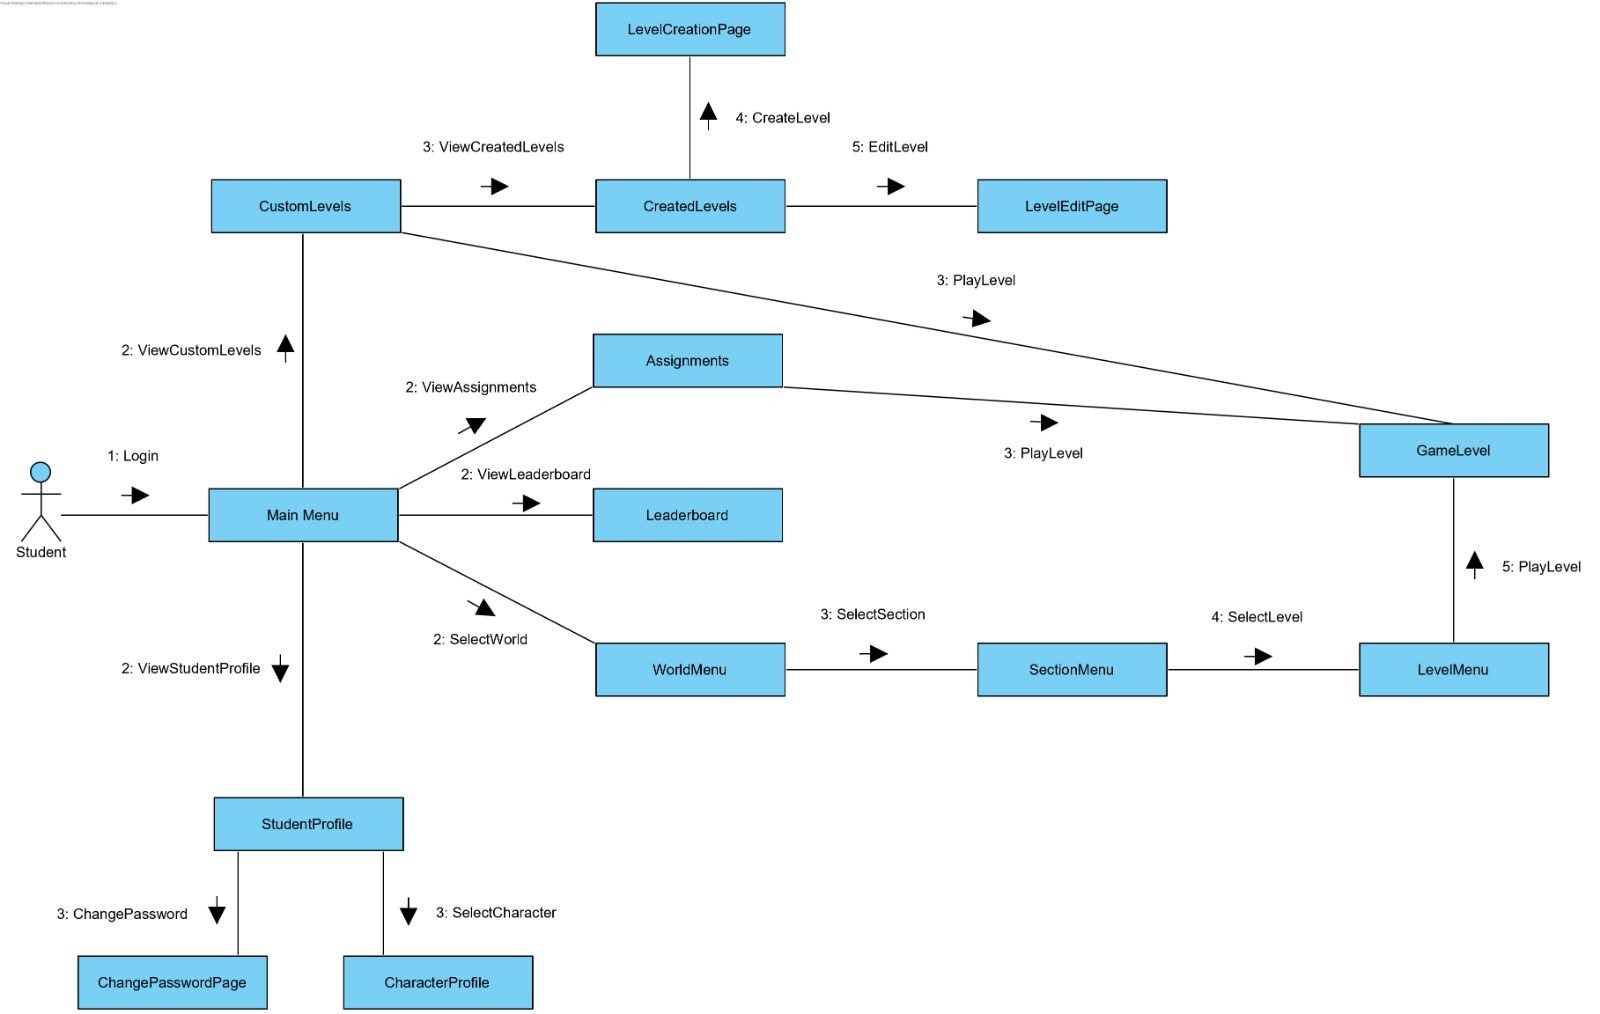 LevelCreationPage
4: CreateLevel
3: ViewCreatedLevels
5: EditLevel
CustomLevels
CreatedLevels
LevelEditPage
3: PlayLevel
2: ViewCustomLevels
Assignments
2: ViewAssignments
GameLevel
3: PlayLevel
1: Login
2: ViewLeaderboard
Main Menu
Leaderboard
Student
5: PlayLevel
3: SelectSection
4: SelectLevel
2: SelectWorld
2: ViewStudentProfile
WorldMenu
SectionMenu
LevelMenu
StudentProfile
3: ChangePassword
3: SelectCharacter
ChangePasswordPage
CharacterProfile